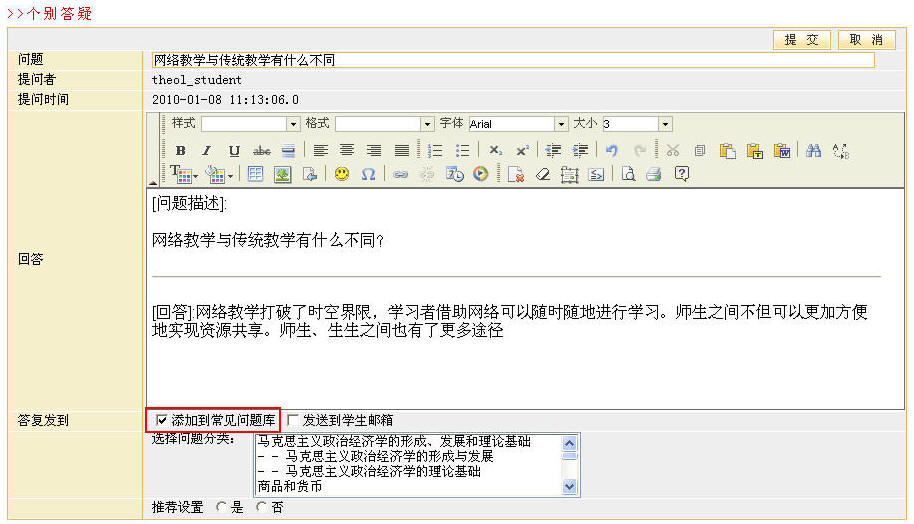 >>个别答疑
提 交 取 消
问题 网络教学与传统教学有什么不同
提问者 theol_student
提问时间 2010-01-08 11:13:06.0
样式 格式 字体 Arial 大小 3
[问题描述]:
网络教学与传统教学有什么不同?
回答
[回答]:网络教学打破了时空界限，学习者借助网络可以随时随地进行学习。师生之间不但可以更加方便
地实现资源共享。师生、生生之间也有了更多途径
答复发到 添加到常见问题库 发送到学生邮箱
选择问题分类: 马克思主义政治经济学的形成、发展和理论基础
- - 马克思主义政治经济学的形成与发展
- - 马克思主义政治经济学的理论基础
商品和货币
推荐设置 是 否